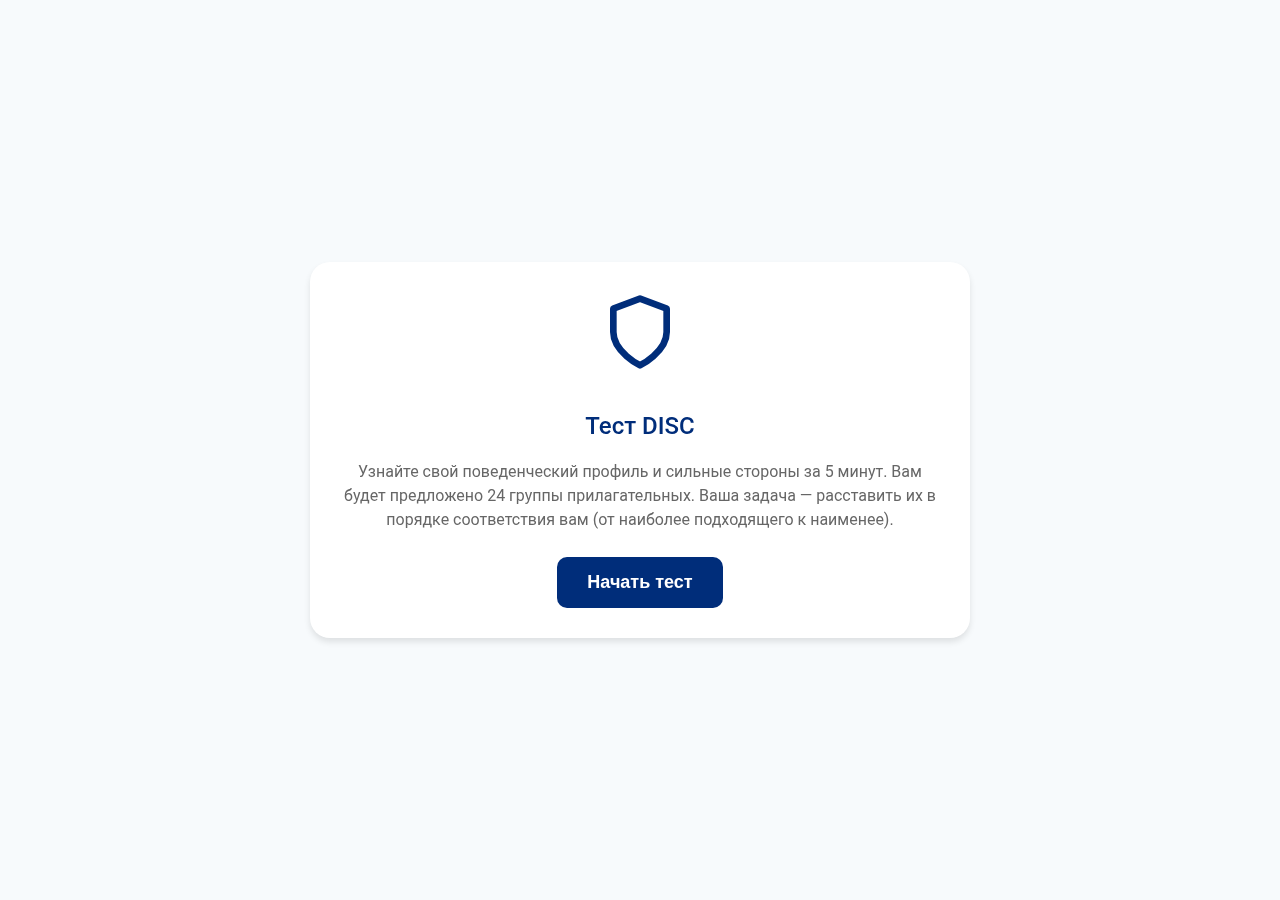 Тест DISC
Узнайте свой поведенческий профиль и сильные стороны за 5 минут. Вам
будет предложено 24 группы прилагательных. Ваша задача — расставить их в
порядке соответствия вам (от наиболее подходящего к наименее).
Начать тест